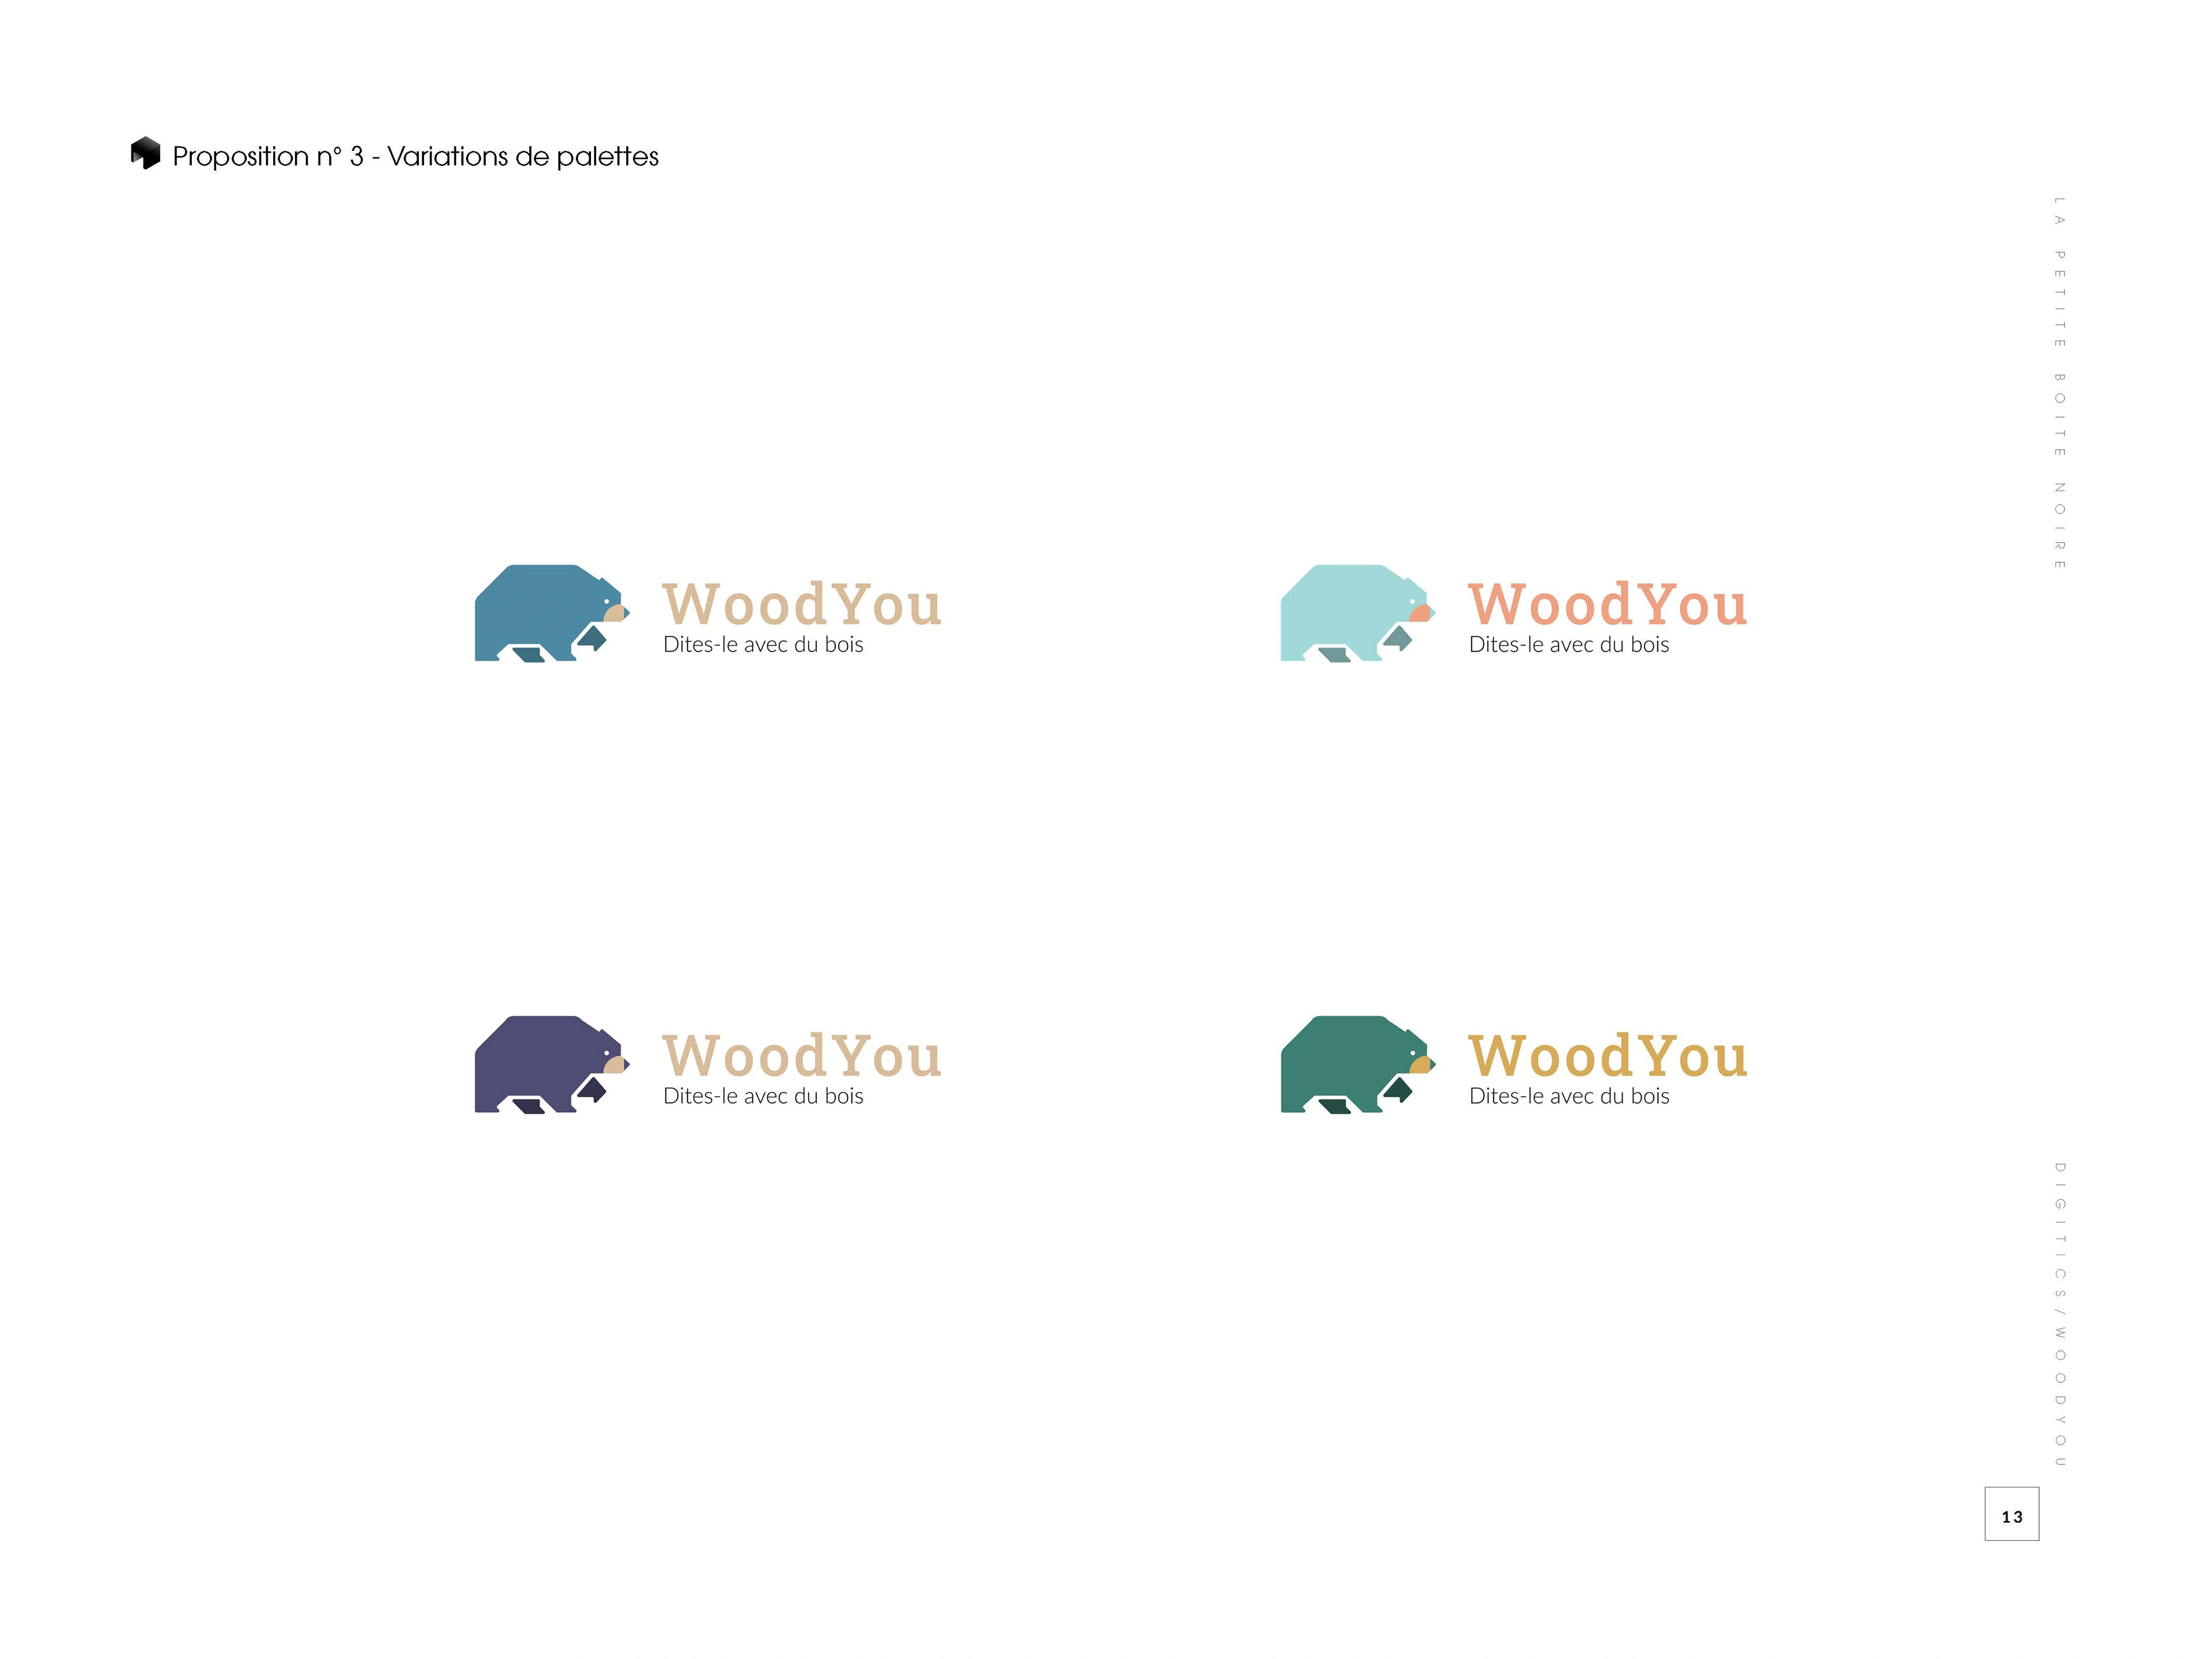 Proposition n° 3 - Variations de palettes
LA PETITE BOITE NOIRE
WoodYou
Dites-le avec du bois
WoodYou
Dites-le avec du bois
WoodYou
Dites-le avec du bois
WoodYou
Dites-le avec du bois
DIGITICS/WOODYOU
13